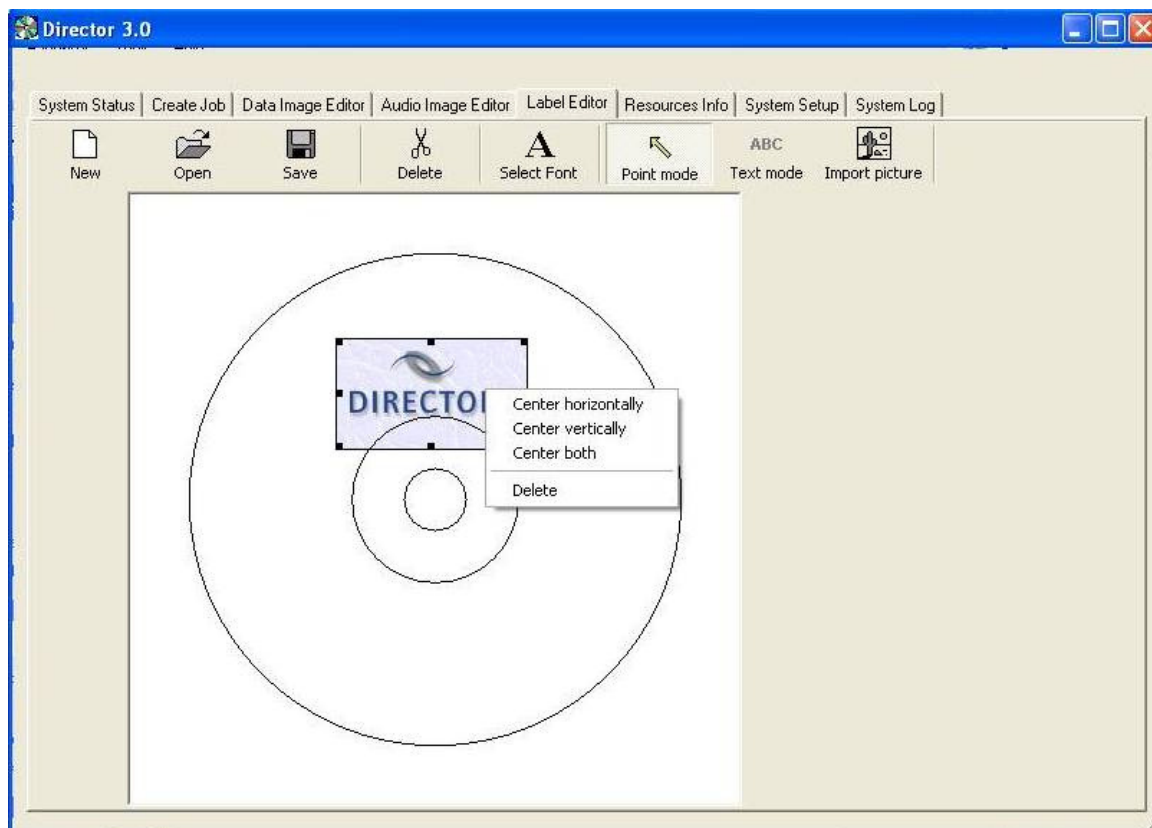 Director 3.0
System Status Create Job Data Image Editor Audio Image Editor Label Editor Resources Info System Setup System Log
New Open Save Delete Select Font Point mode ABC Text mode Import picture
DIRECTO
Center horizontally
Center vertically
Center both
Delete